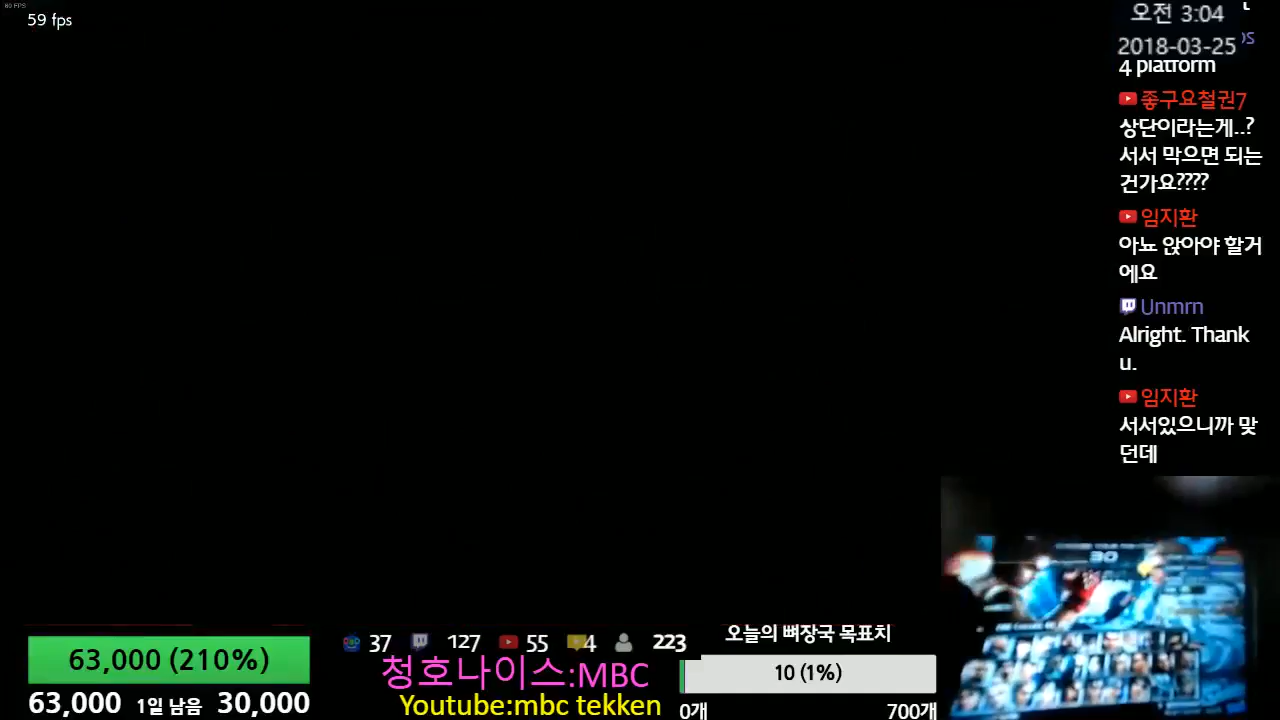 60 FPS
59 fps
오전 3:04
2018-03-25
4 platform
좋구요철권7
상단이라는게..?
서서 막으면 되는
건가요????
임지환
아뇨 앉아야 할거
에요
Unmrn
Alright. Thank
u.
임지환
서서있으니까 맞
던데
30
37 127 55 4 223
오늘의 뼈장국 목표치
63,000 (210%)
청호나이스:MBC
10 (1%)
63,000 1일 남음 30,000
Youtube:mbc tekken
0개 700개